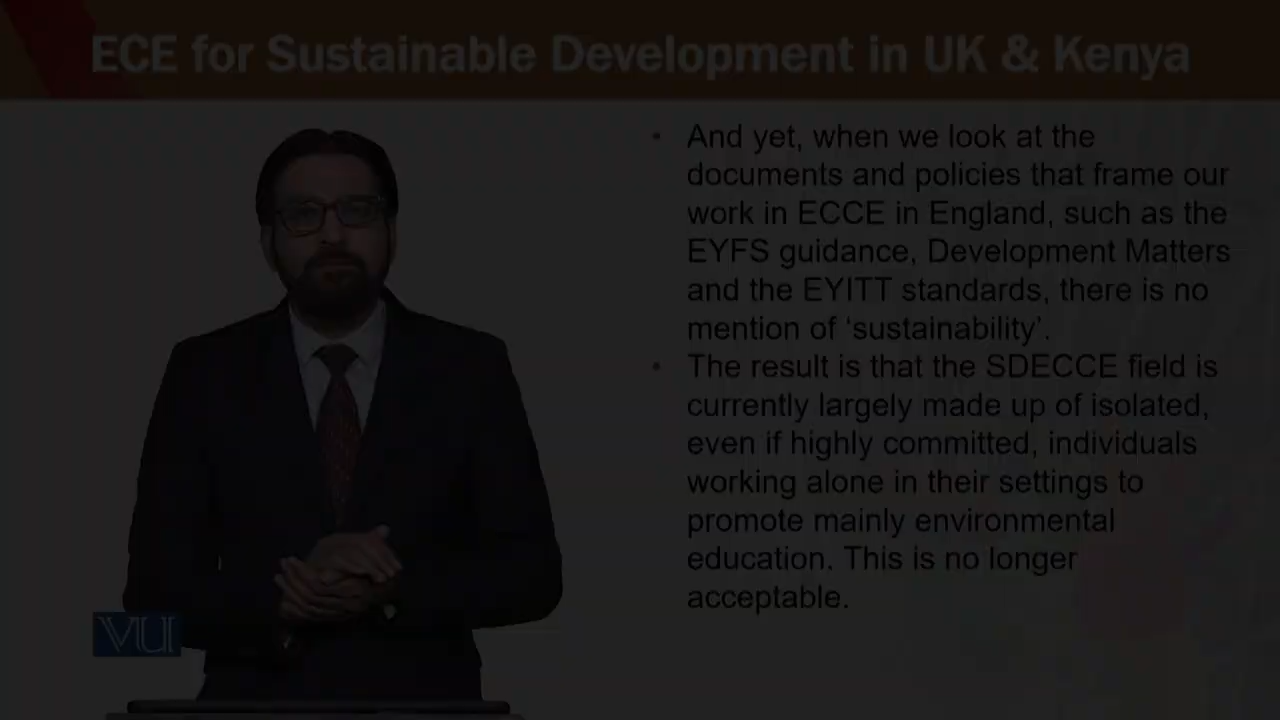 ECE for Sustainable Development in UK & Kenya
• And yet, when we look at the
documents and policies that frame our
work in ECCE in England, such as the
EYFS guidance, Development Matters
and the EYITT standards, there is no
mention of ‘sustainability’.
• The result is that the SDECCE field is
currently largely made up of isolated,
even if highly committed, individuals
working alone in their settings to
promote mainly environmental
education. This is no longer
acceptable.
VU